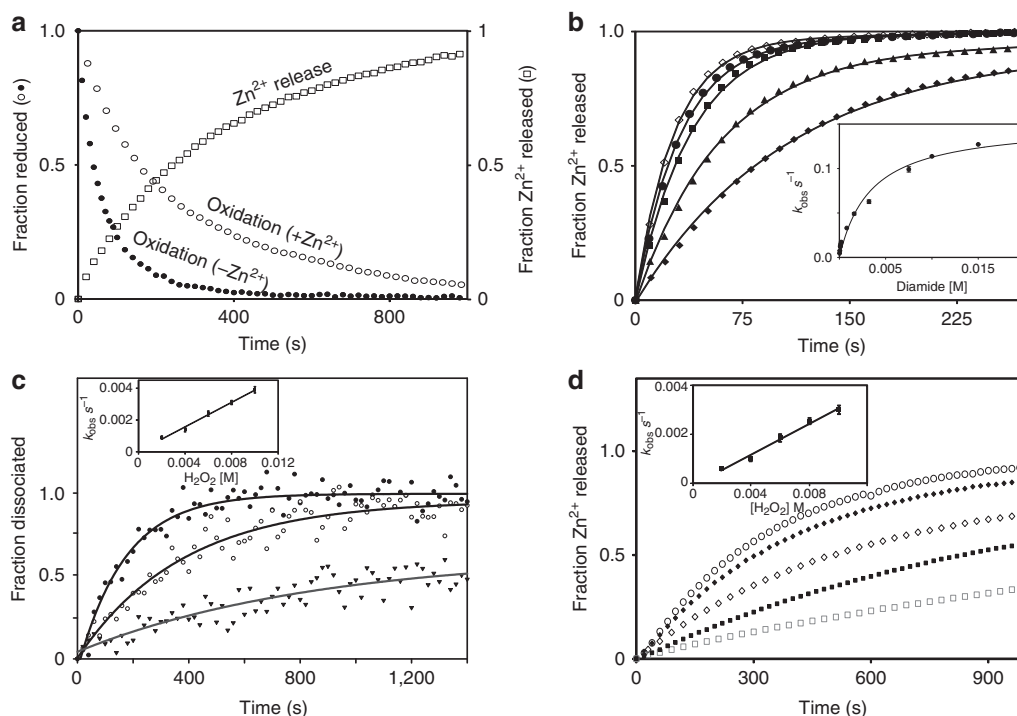 a
1.0
0.5
0
Fraction reduced (○●)
Zn²⁺ release
Oxidation (+Zn²⁺)
Oxidation (−Zn²⁺)
1
0.5
0
Fraction Zn²⁺ released (□)
0
400
800
Time (s)
b
1.0
0.5
0
Fraction Zn²⁺ released
0.1
0.0
k_obs s⁻¹
0.005
0.015
Diamide [M]
0
75
150
225
Time (s)
c
0.004
0.002
0
k_obs s⁻¹
0.004
0.008
0.012
H₂O₂ [M]
1.0
0.5
0
Fraction dissociated
0
400
800
1,200
Time (s)
d
0.004
0.002
0
k_obs s⁻¹
0.004
0.008
[H₂O₂] M
1.0
0.5
0
Fraction Zn²⁺ released
0
300
600
900
Time (s)